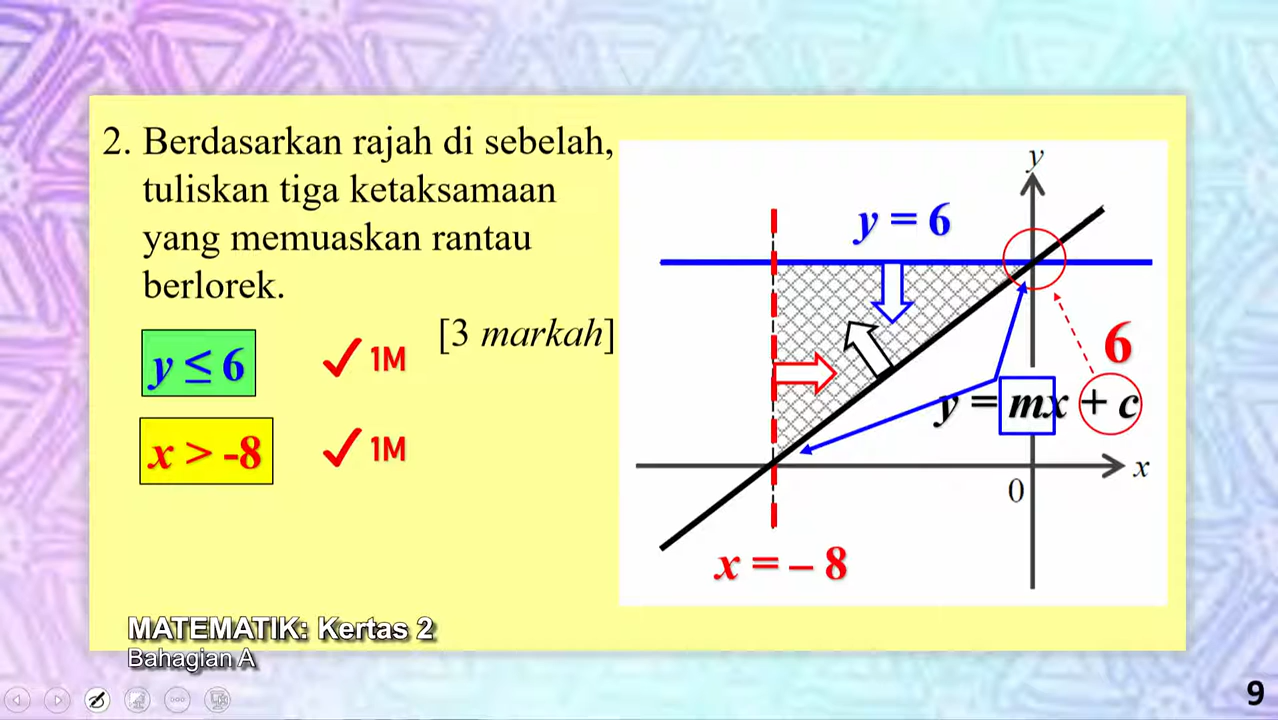 2. Berdasarkan rajah di sebelah,
tuliskan tiga ketaksamaan
yang memuaskan rantau
berlorek.
[3 markah]
y ≤ 6
1M
x > -8
1M
y
y = 6
6
y = mx + c
x
0
x = – 8
MATEMATIK: Kertas 2
Bahagian A
9